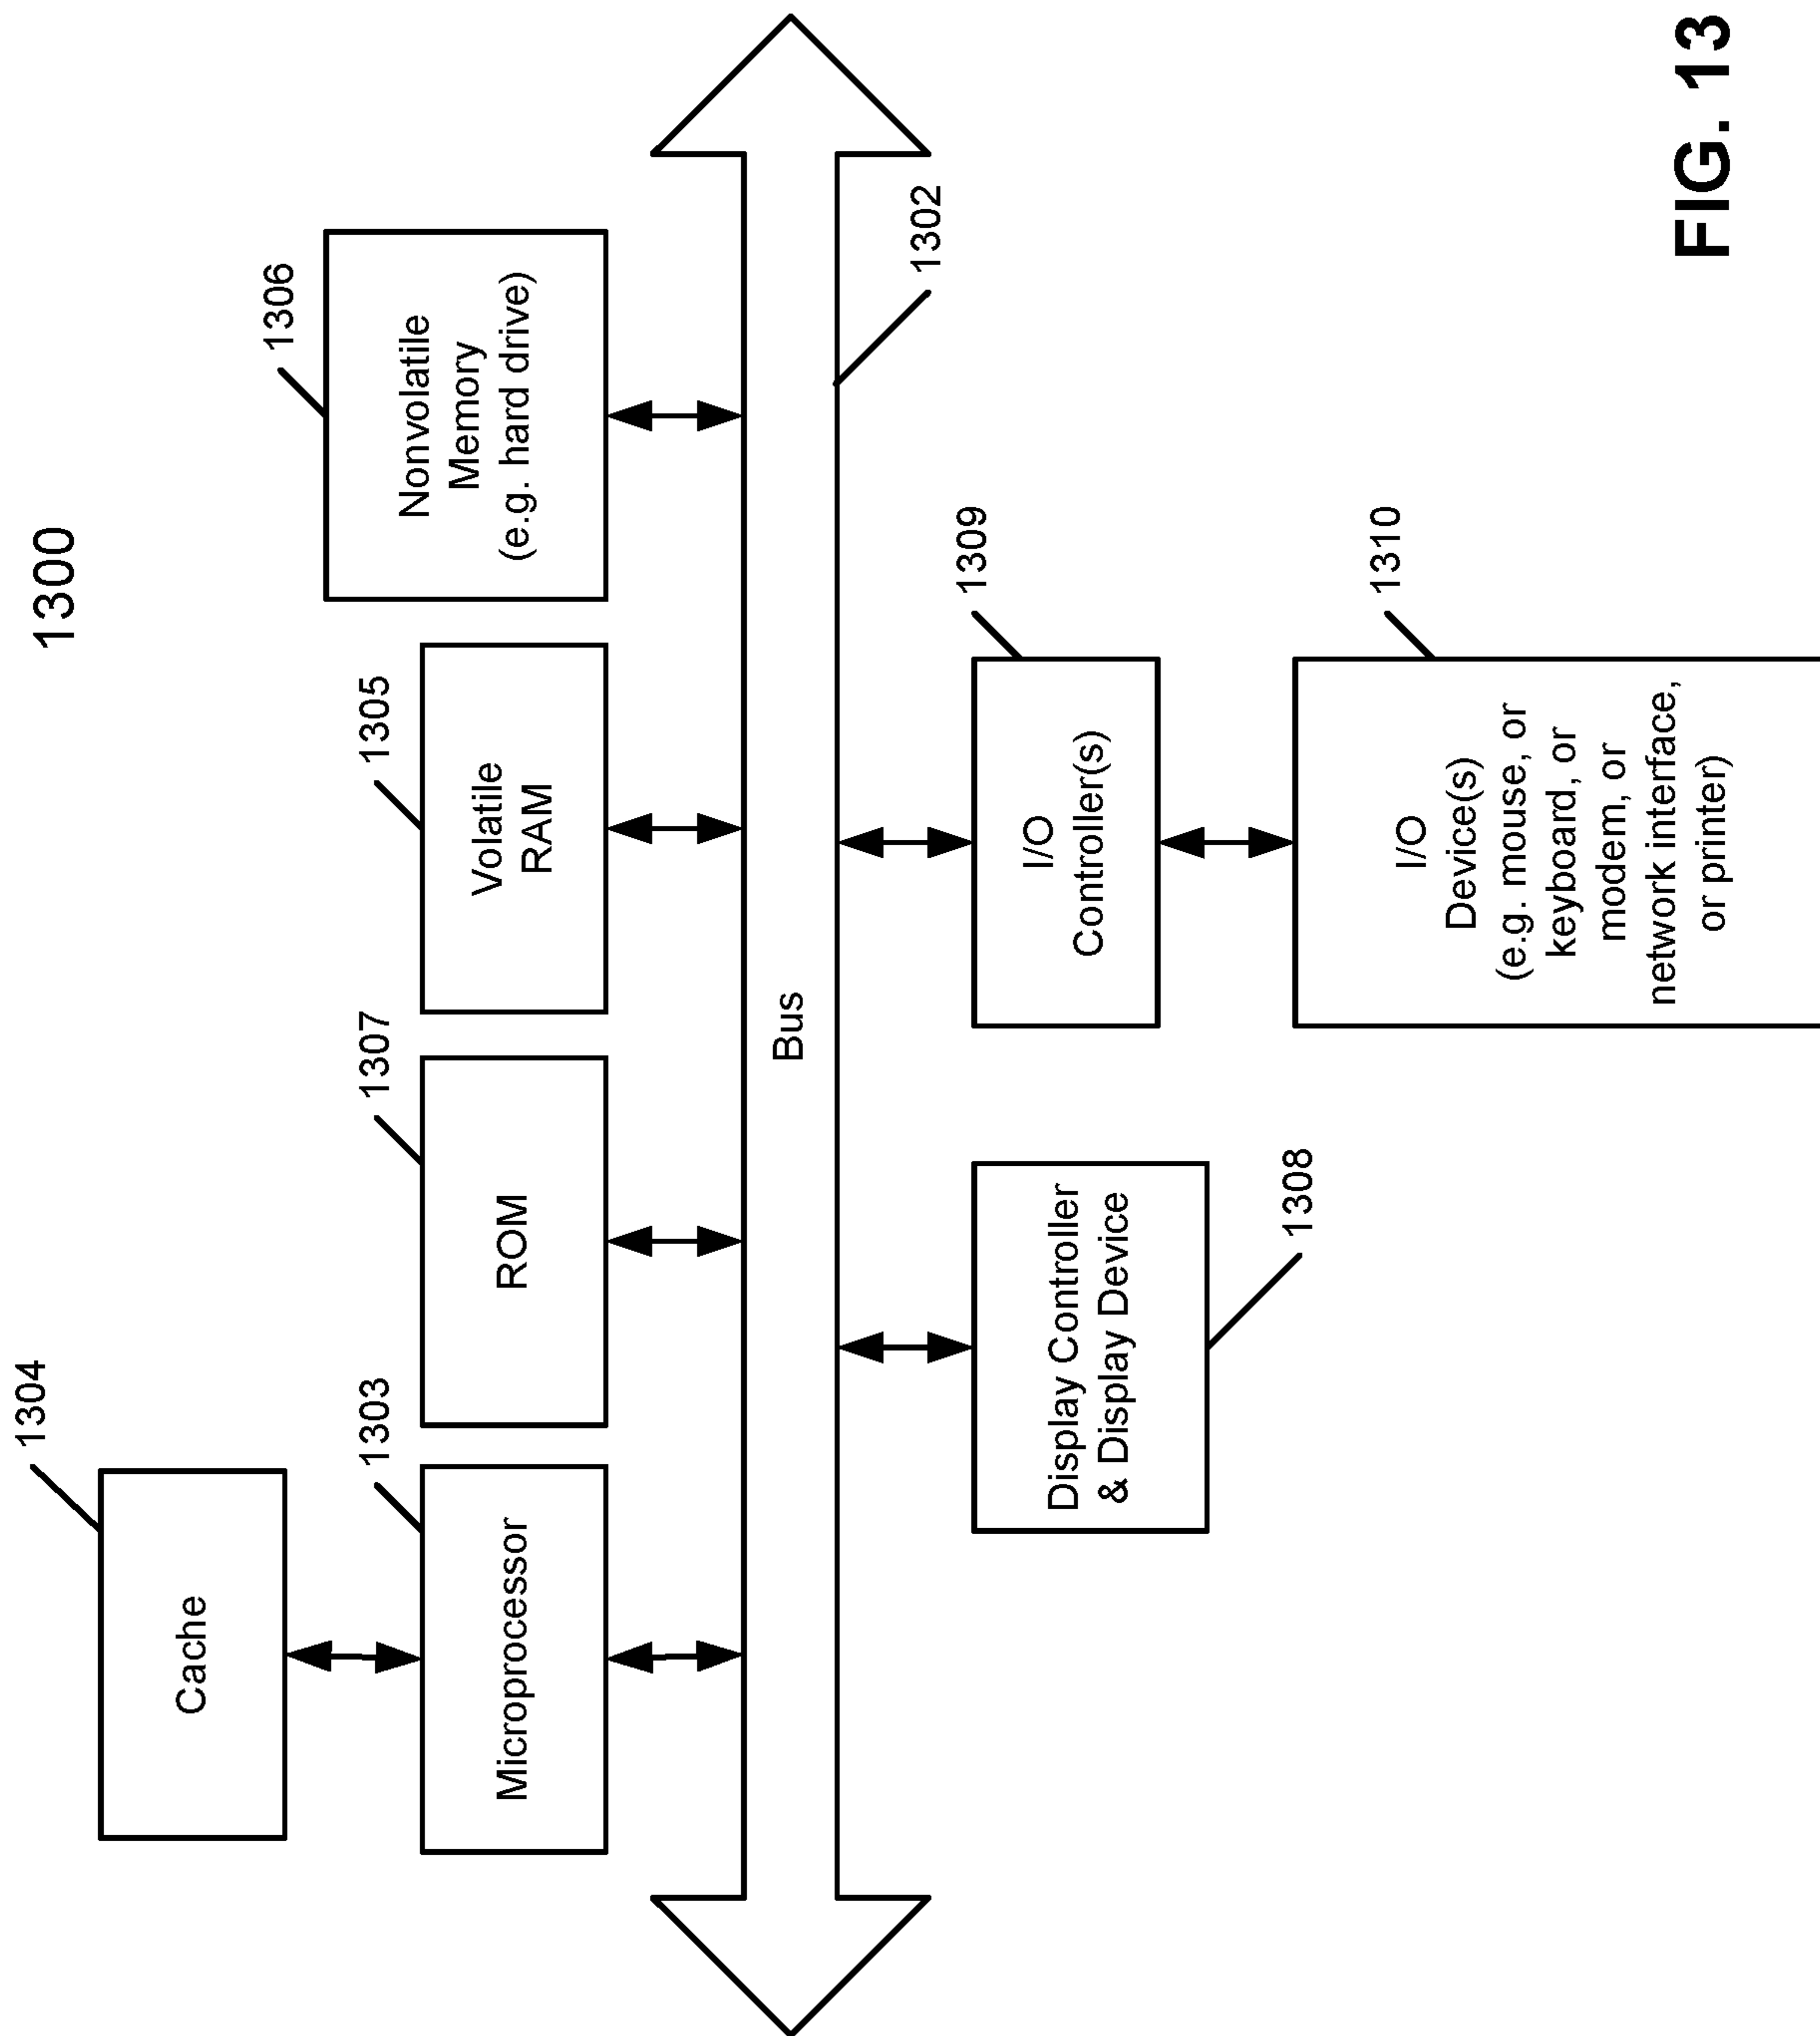 1300
1304
Cache
1303
Microprocessor
1307
ROM
1305
Volatile
RAM
1306
Nonvolatile
Memory
(e.g. hard drive)
Bus
1302
Display Controller
& Display Device
1308
1309
I/O
Controller(s)
1310
I/O
Device(s)
(e.g. mouse, or
keyboard, or
modem, or
network interface,
or printer)
FIG. 13